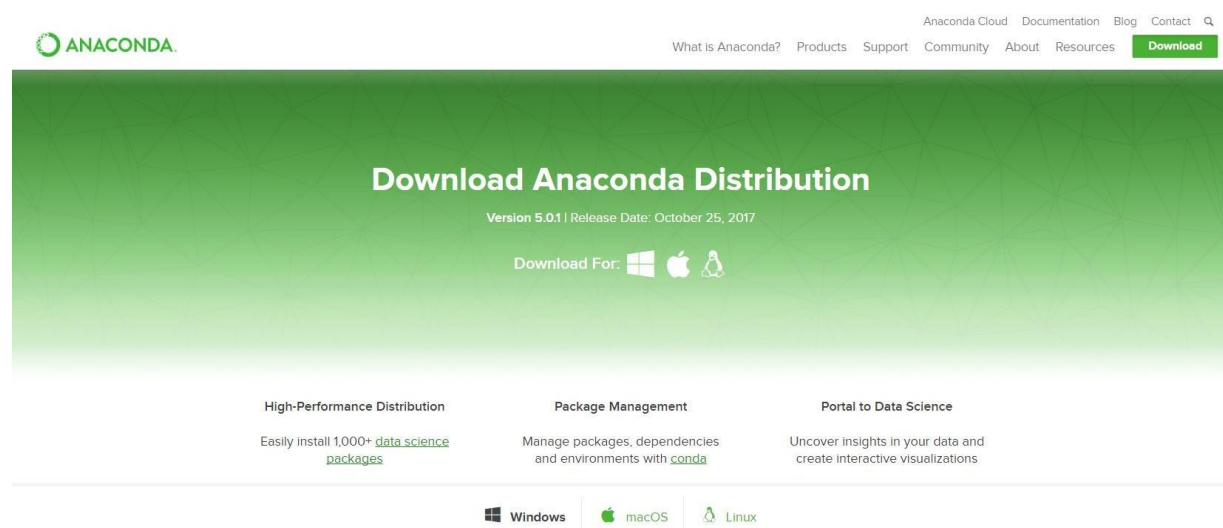 Anaconda Cloud Documentation Blog Contact
ANACONDA.
What is Anaconda? Products Support Community About Resources Download
Download Anaconda Distribution
Version 5.0.1 | Release Date: October 25, 2017
Download For:
High-Performance Distribution
Easily install 1,000+ data science
packages
Package Management
Manage packages, dependencies
and environments with conda
Portal to Data Science
Uncover insights in your data and
create interactive visualizations
Windows macOS Linux